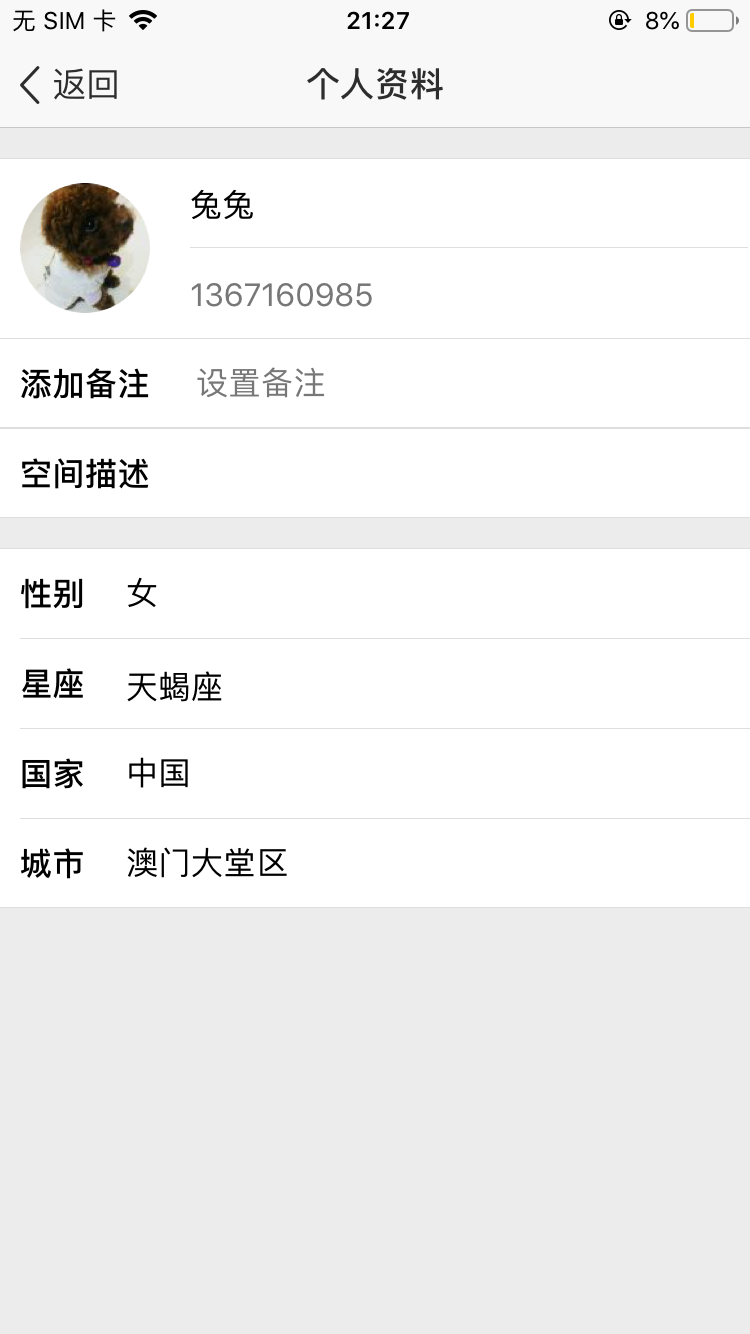 无 SIM 卡 21:27 8%
返回 个人资料
兔兔
1367160985
添加备注 设置备注
空间描述
性别 女
星座 天蝎座
国家 中国
城市 澳门大堂区